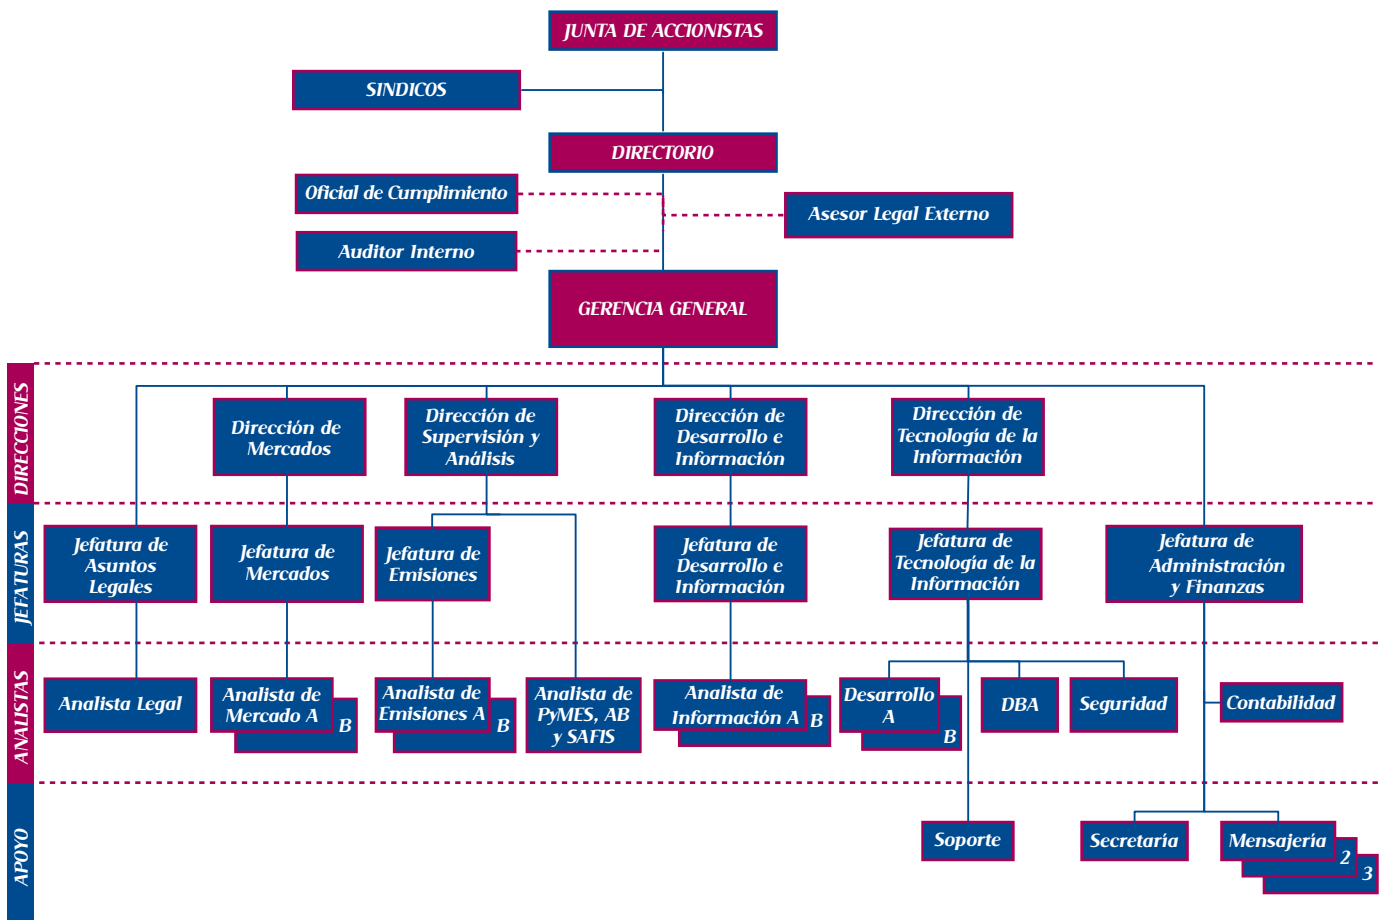 JUNTA DE ACCIONISTAS
SINDICOS
DIRECTORIO
Oficial de Cumplimiento
Asesor Legal Externo
Auditor Interno
GERENCIA GENERAL
DIRECCIONES
Dirección de
Mercados
Dirección de
Supervisión y
Análisis
Dirección de
Desarrollo e
Información
Dirección de
Tecnología de la
Información
JEFATURAS
Jefatura de
Asuntos
Legales
Jefatura de
Mercados
Jefatura de
Emisiones
Jefatura de
Desarrollo e
Información
Jefatura de
Tecnología de la
Información
Jefatura de
Administración
y Finanzas
ANALISTAS
Analista Legal
Analista de
Mercado A
B
Analista de
Emisiones A
B
Analista de
PyMES, AB
y SAFIS
Analista de
Información A
B
Desarrollo
A
B
DBA
Seguridad
Contabilidad
APOYO
Soporte
Secretaría
Mensajería
2
3